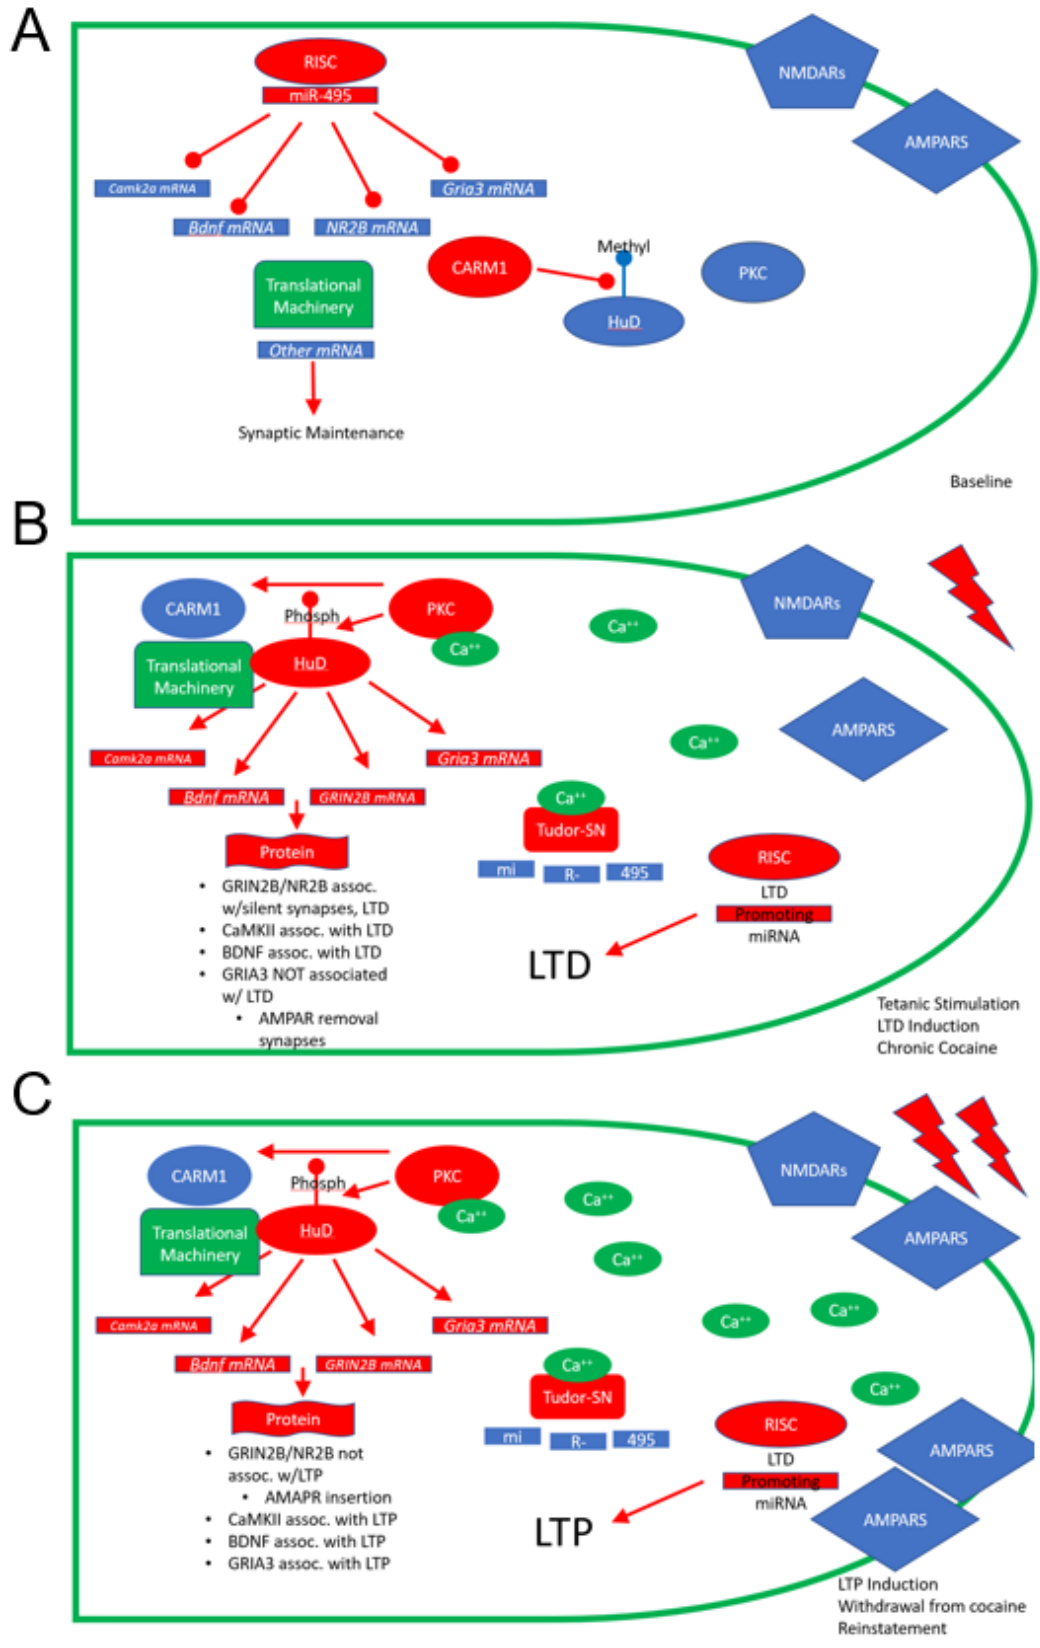 A
RISC
miR-495
NMDARs
AMPARS
Camk2a mRNA
Gria3 mRNA
Bdnf mRNA
NR2B mRNA
CARM1
Methyl
PKC
HuD
Translational
Machinery
Other mRNA
Synaptic Maintenance
Baseline
B
CARM1
Phosph
PKC
Ca++
Ca++
NMDARs
Translational
Machinery
HuD
AMPARS
Ca++
Camk2a mRNA
Gria3 mRNA
Bdnf mRNA
GRIN2B mRNA
Ca++
Tudor-SN
Protein
mi
R-
495
RISC
LTD
Promoting
miRNA
• GRIN2B/NR2B assoc.
w/silent synapses, LTD
• CaMKII assoc. with LTD
• BDNF assoc. with LTD
• GRIA3 NOT associated
w/ LTD
• AMPAR removal
synapses
LTD
Tetanic Stimulation
LTD Induction
Chronic Cocaine
C
CARM1
Phosph
PKC
Ca++
Ca++
NMDARs
Translational
Machinery
HuD
Ca++
AMPARS
Ca++
Ca++
Camk2a mRNA
Gria3 mRNA
Bdnf mRNA
GRIN2B mRNA
Ca++
Tudor-SN
Ca++
Protein
mi
R-
495
RISC
LTD
Promoting
miRNA
AMPARS
AMPARS
• GRIN2B/NR2B not
assoc. w/LTP
• AMAPR insertion
• CaMKII assoc. with LTP
• BDNF assoc. with LTP
• GRIA3 assoc. with LTP
LTP
LTP Induction
Withdrawal from cocaine
Reinstatement